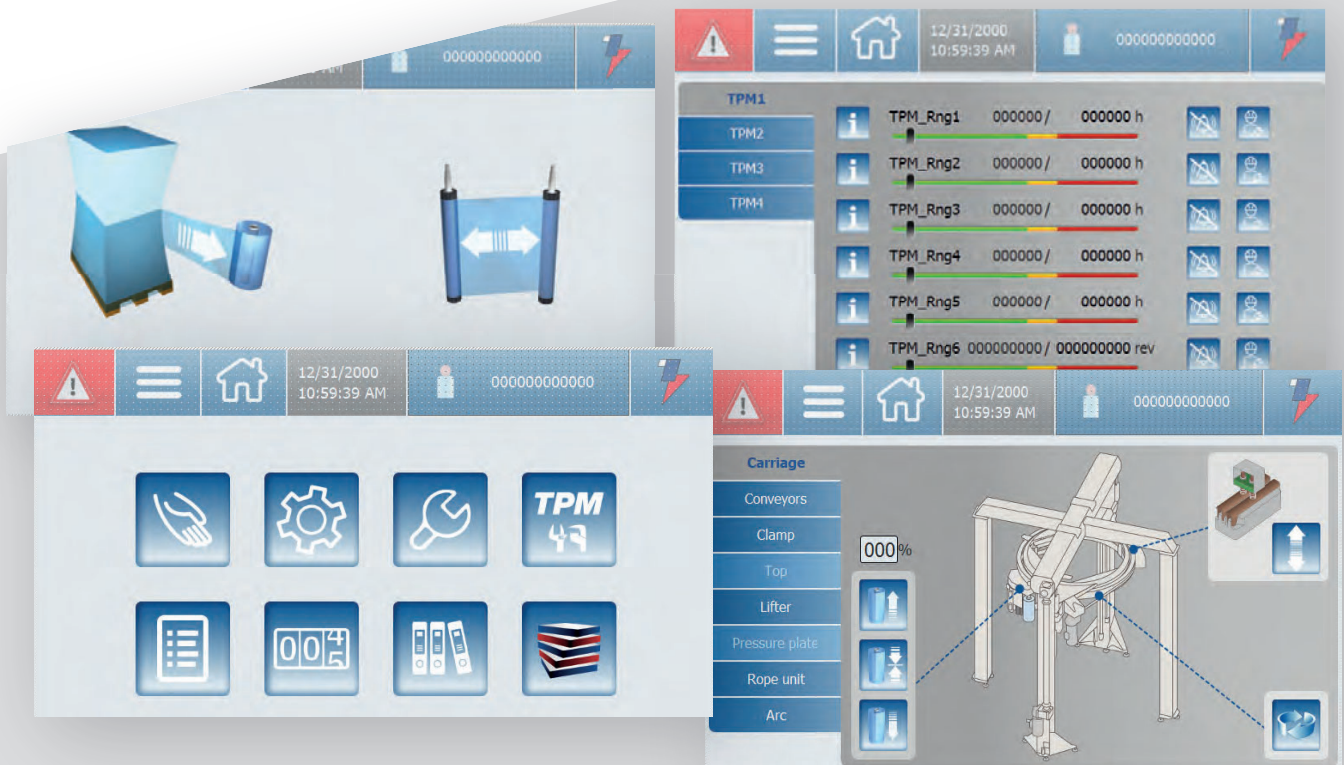 000000000000
12/31/2000
10:59:39 AM
000000000000
TPM1
TPM2
TPM3
TPM4
TPM_Rng1 000000 / 000000 h
TPM_Rng2 000000 / 000000 h
TPM_Rng3 000000 / 000000 h
TPM_Rng4 000000 / 000000 h
TPM_Rng5 000000 / 000000 h
TPM_Rng6 000000000 / 000000000 rev
12/31/2000
10:59:39 AM
000000000000
TPM
004
5
12/31/2000
10:59:39 AM
000000000000
Carriage
Conveyors
Clamp
Top
Lifter
Pressure plate
Rope unit
Arc
000%